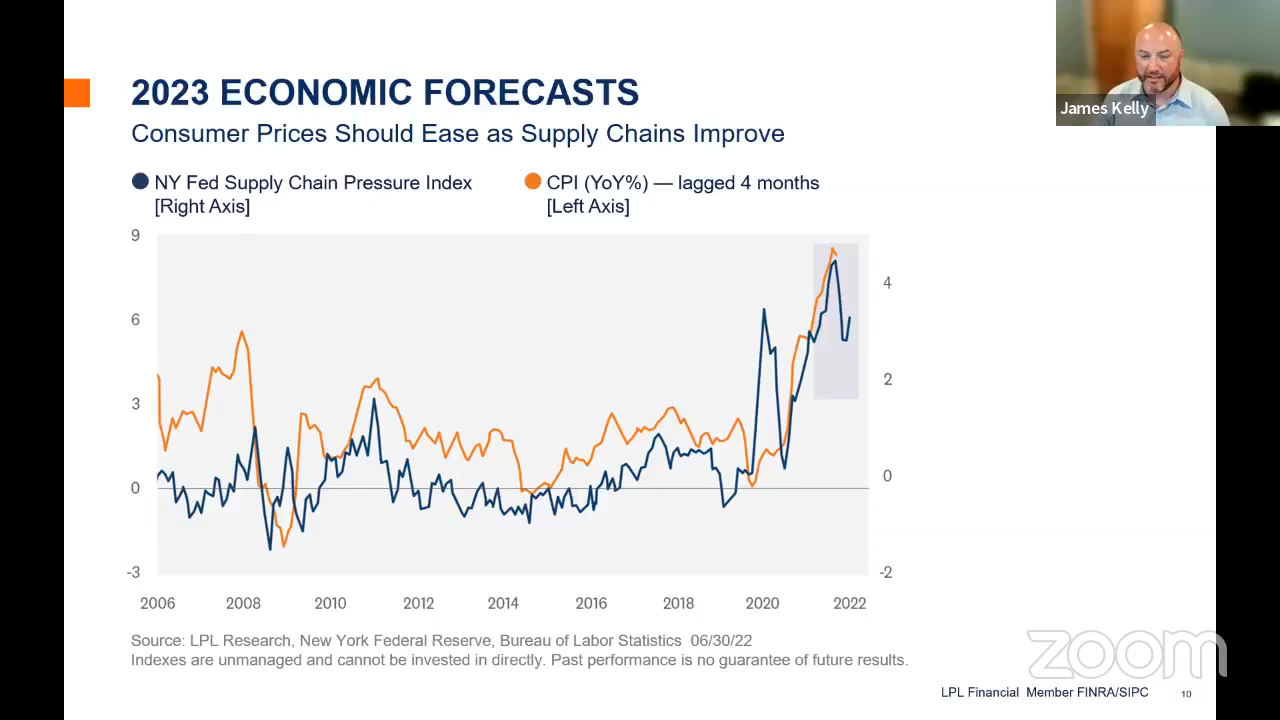 James Kelly
2023 ECONOMIC FORECASTS
Consumer Prices Should Ease as Supply Chains Improve
NY Fed Supply Chain Pressure Index
[Right Axis]
CPI (YoY%) — lagged 4 months
[Left Axis]
9
6
3
0
-3
4
2
0
-2
2006 2008 2010 2012 2014 2016 2018 2020 2022
Source: LPL Research, New York Federal Reserve, Bureau of Labor Statistics 06/30/22
Indexes are unmanaged and cannot be invested in directly. Past performance is no guarantee of future results.
zoom
LPL Financial Member FINRA/SIPC 10